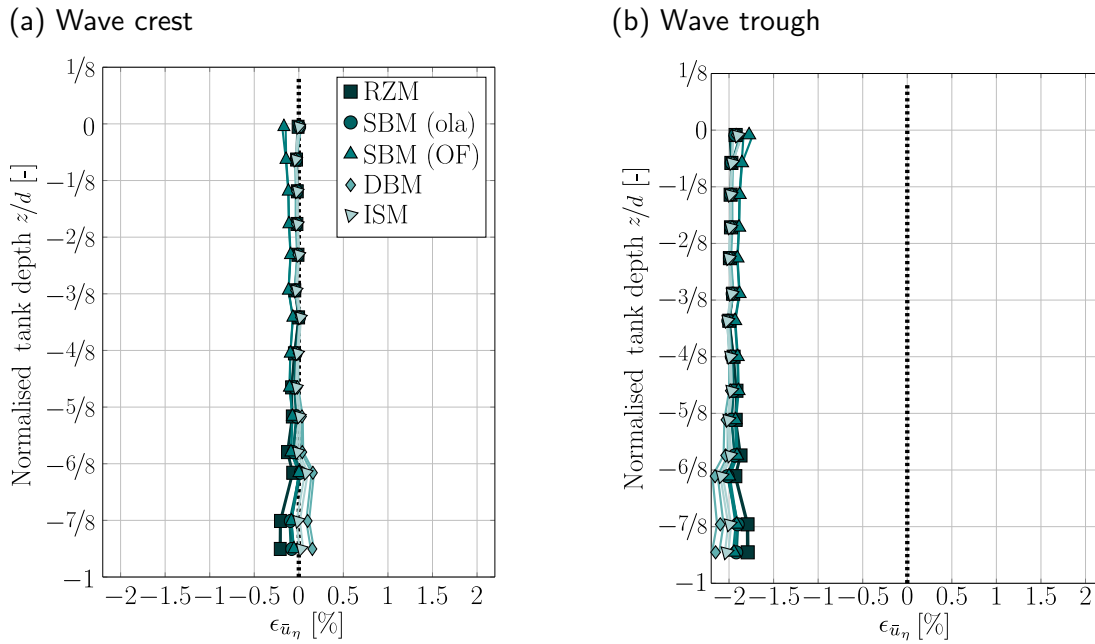 (a) Wave crest
1/8
0
−1/8
−2/8
−3/8
−4/8
−5/8
−6/8
−7/8
−1
Normalised tank depth z/d [-]
RZM
SBM (ola)
SBM (OF)
DBM
ISM
−2 −1.5 −1 −0.5 0 0.5 1 1.5 2
ϵ_{ū_η} [%]
(b) Wave trough
1/8
0
−1/8
−2/8
−3/8
−4/8
−5/8
−6/8
−7/8
−1
Normalised tank depth z/d [-]
−2 −1.5 −1 −0.5 0 0.5 1 1.5 2
ϵ_{ū_η} [%]